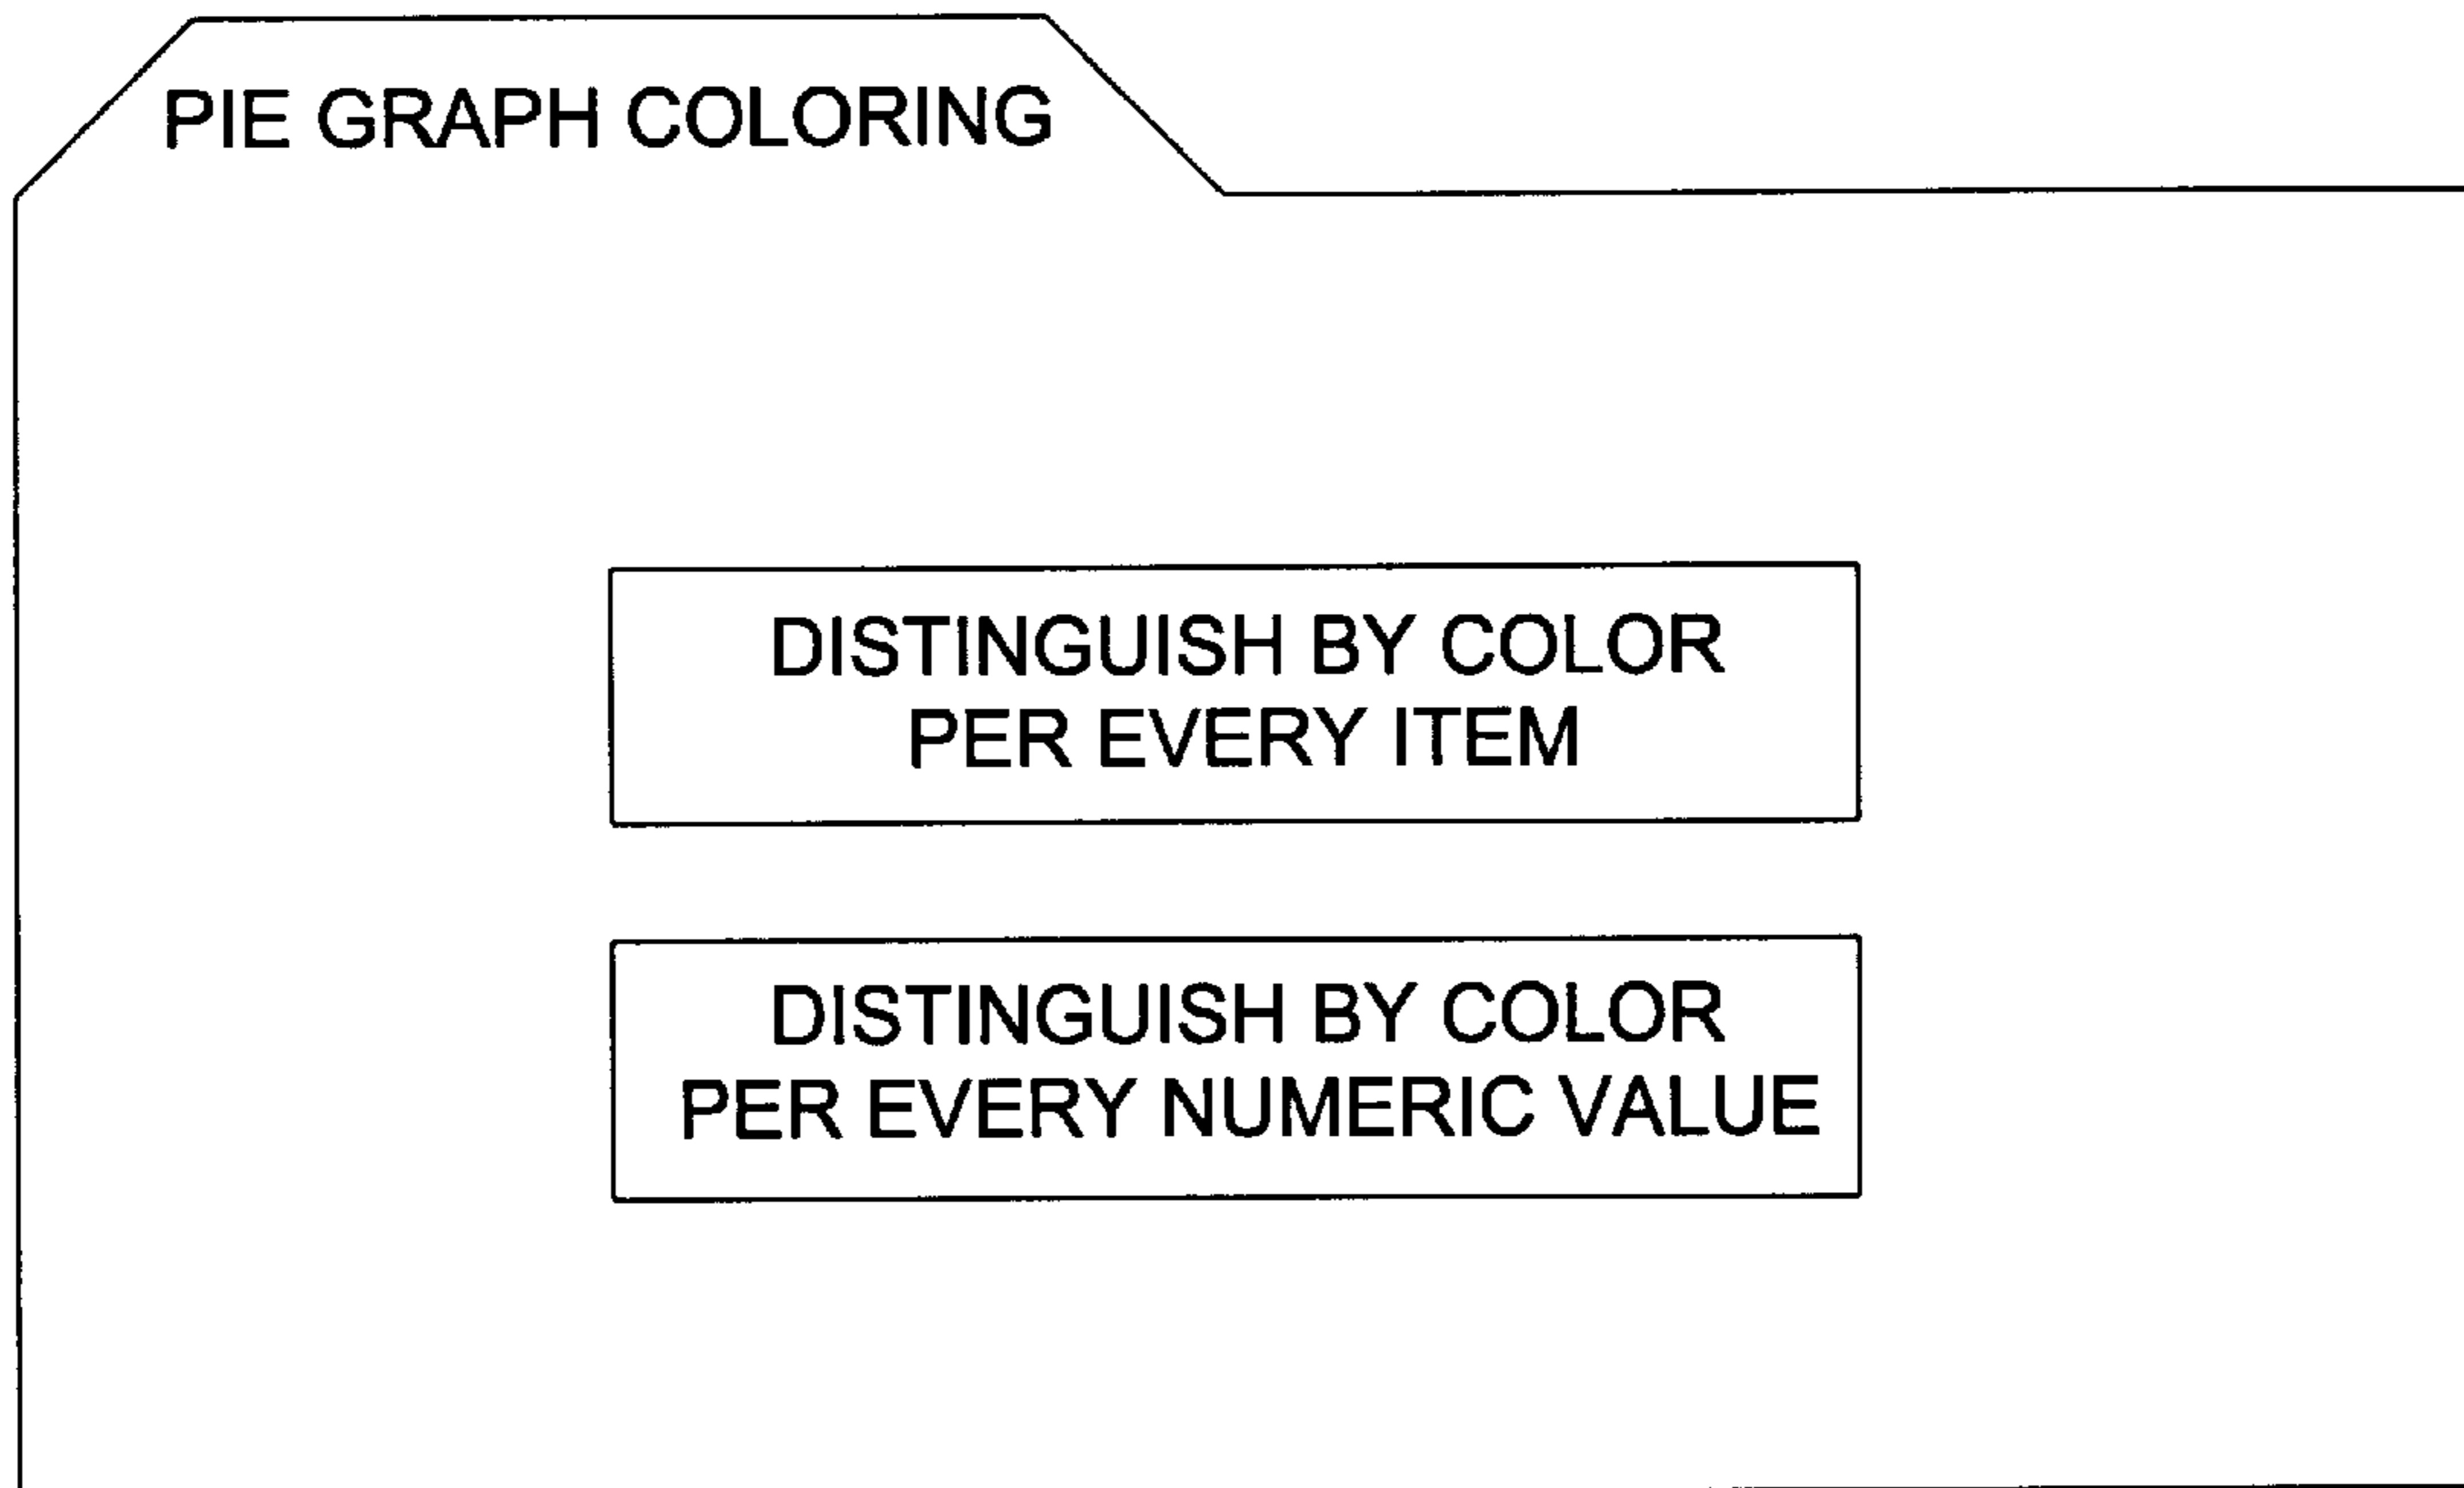 PIE GRAPH COLORING
DISTINGUISH BY COLOR
PER EVERY ITEM
DISTINGUISH BY COLOR
PER EVERY NUMERIC VALUE